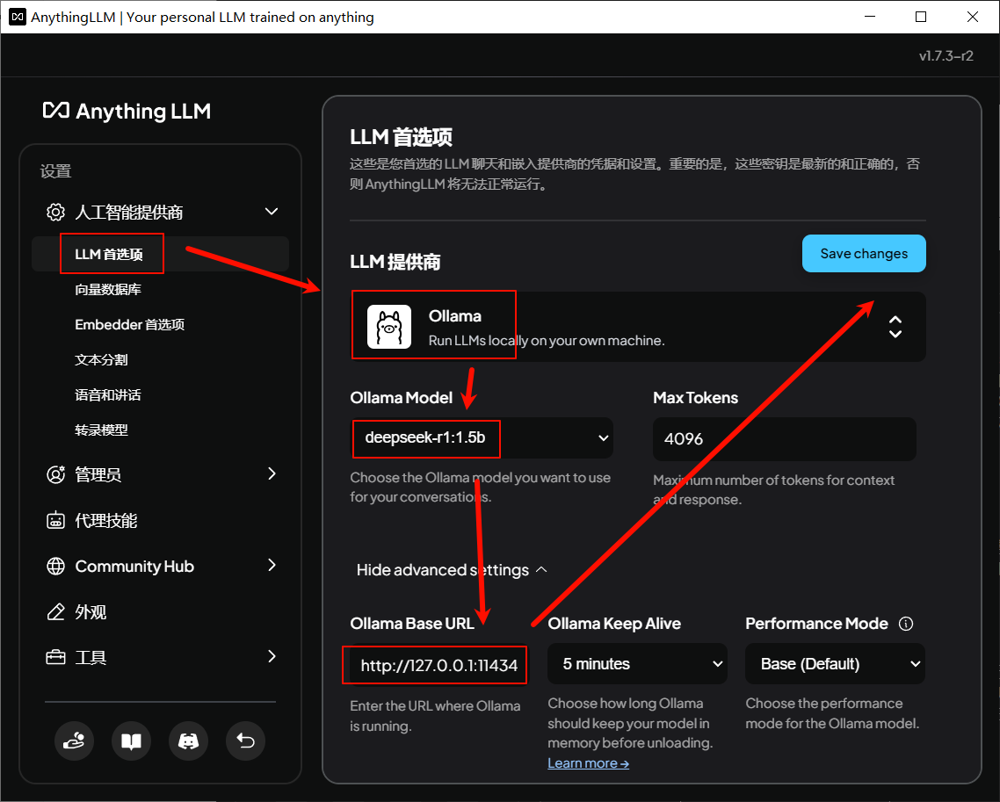 AnythingLLM | Your personal LLM trained on anything
v1.7.3-r2
Anything LLM
设置
人工智能提供商
LLM 首选项
向量数据库
Embedder 首选项
文本分割
语音和讲话
转录模型
管理员
代理技能
Community Hub
外观
工具
LLM 首选项
这些是您首选的 LLM 聊天和嵌入提供商的凭据和设置。重要的是，这些密钥是最新的和正确的，否
则 AnythingLLM 将无法正常运行。
LLM 提供商
Save changes
Ollama
Run LLMs locally on your own machine.
Ollama Model
deepseek-r1:1.5b
Choose the Ollama model you want to use
for your conversations.
Max Tokens
4096
Maximum number of tokens for context
and response.
Hide advanced settings
Ollama Base URL
http://127.0.0.1:11434
Enter the URL where Ollama
is running.
Ollama Keep Alive
5 minutes
Choose how long Ollama
should keep your model in
memory before unloading.
Learn more →
Performance Mode
Base (Default)
Choose the performance
mode for the Ollama model.